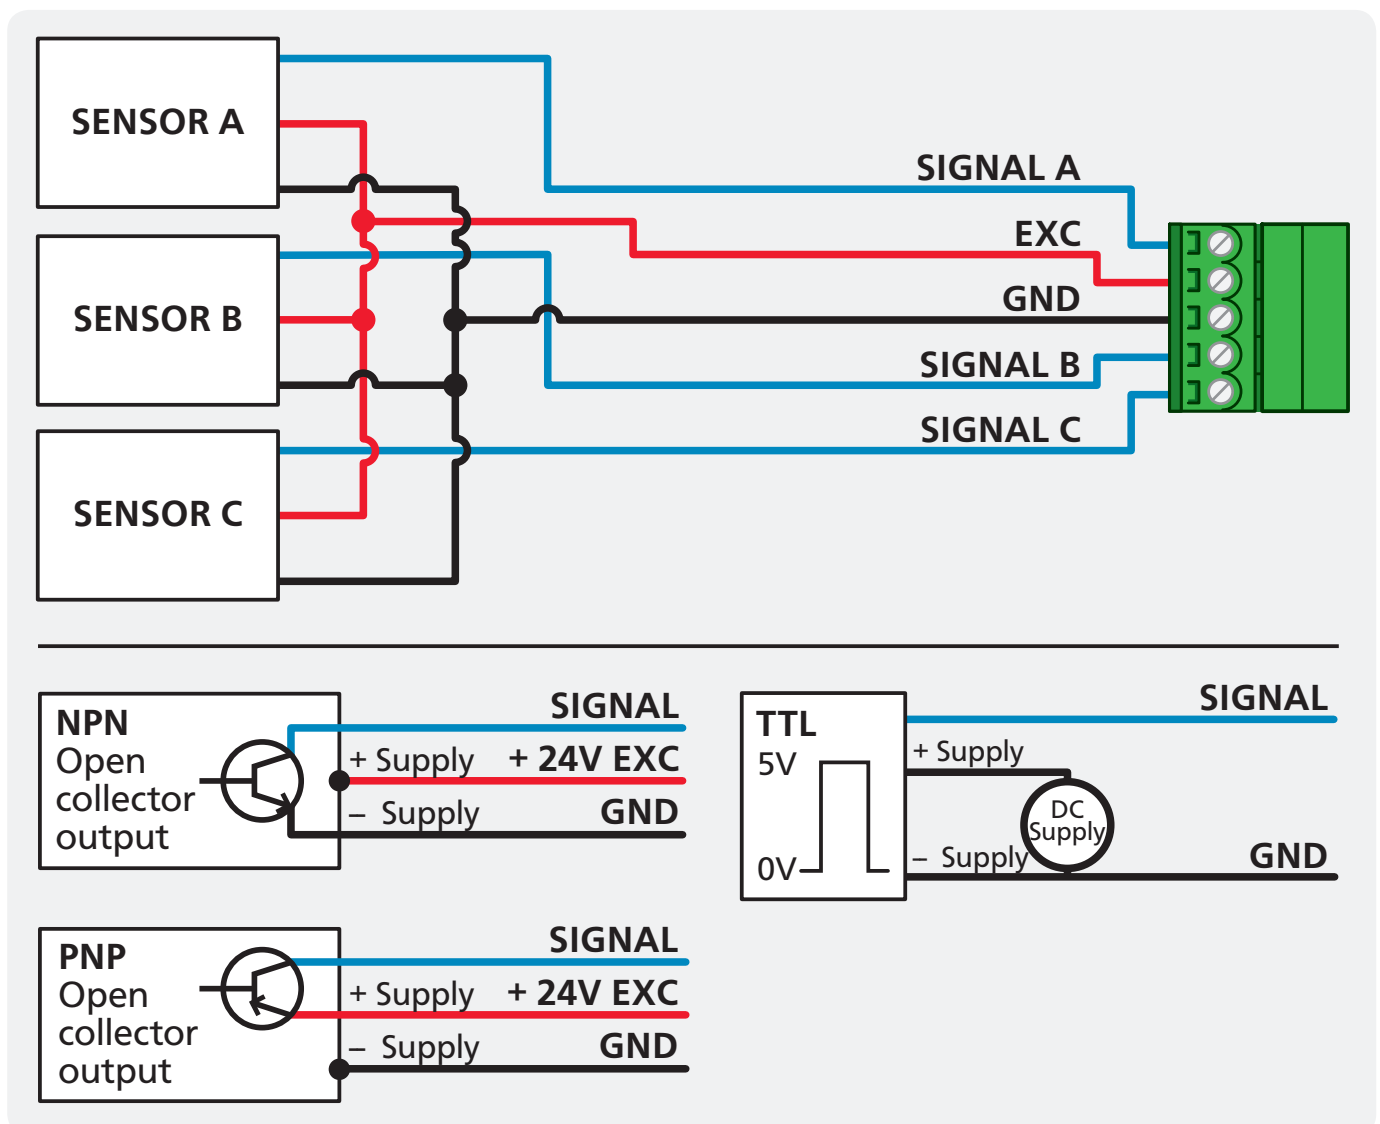 SENSOR A
SENSOR B
SENSOR C
SIGNAL A
EXC
GND
SIGNAL B
SIGNAL C
NPN
Open
collector
output
SIGNAL
+ Supply + 24V EXC
– Supply GND
TTL
5V
0V
SIGNAL
+ Supply
DC
Supply
– Supply GND
PNP
Open
collector
output
SIGNAL
+ Supply + 24V EXC
– Supply GND